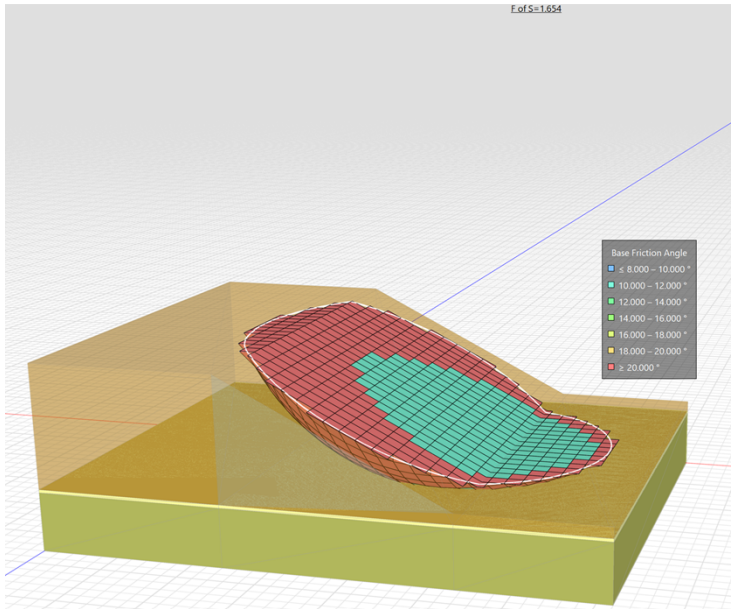 F of S=1.654
Base Friction Angle
≤ 8.000 – 10.000 °
10.000 – 12.000 °
12.000 – 14.000 °
14.000 – 16.000 °
16.000 – 18.000 °
18.000 – 20.000 °
≥ 20.000 °